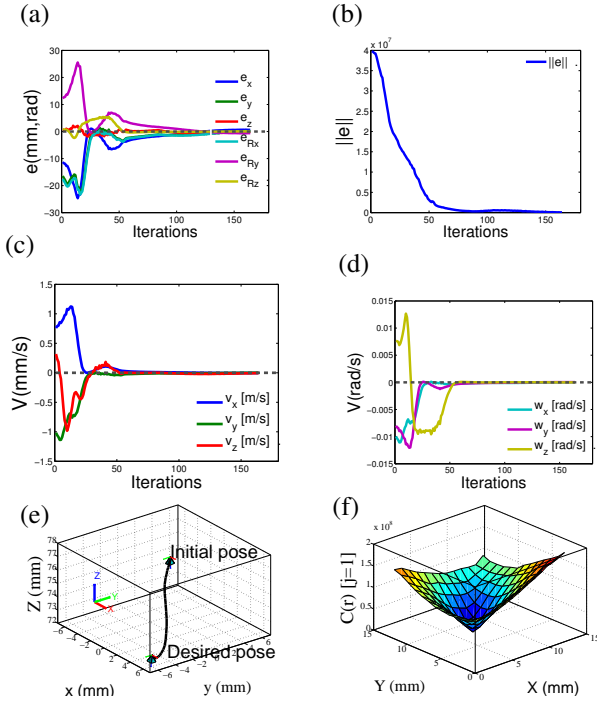 (a)
30
20
10
0
−10
−20
−30
0
50
100
150
e(mm,rad)
Iterations
e_x
e_y
e_z
e_Rx
e_Ry
e_Rz
(b)
x 10^7
4
3.5
3
2.5
2
1.5
1
0.5
0
0
50
100
150
||e||
Iterations
||e||
(c)
1.5
1
0.5
0
−0.5
−1
−1.5
0
50
100
150
V(mm/s)
Iterations
v_x [m/s]
v_y [m/s]
v_z [m/s]
(d)
0.015
0.01
0.005
0
−0.005
−0.01
−0.015
0
50
100
150
V(rad/s)
Iterations
w_x [rad/s]
w_y [rad/s]
w_z [rad/s]
(e)
78
77
76
75
74
73
72
Z (mm)
Initial pose
Desired pose
Z
Y
X
−6
−4
−2
0
2
4
6
x (mm)
−6
−4
−2
0
2
4
6
y (mm)
(f)
x 10^8
2
1.5
1
0.5
0
C(r) [j=1]
15
10
5
0
Y (mm)
0
5
10
15
X (mm)